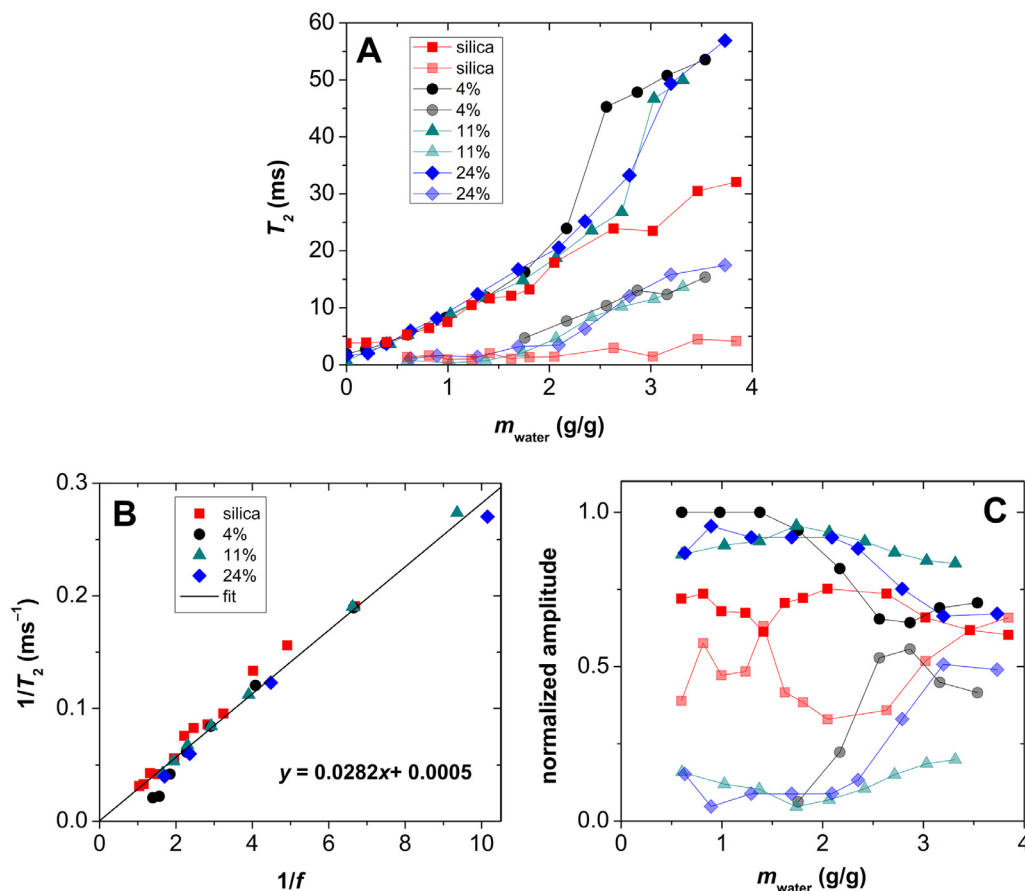 A
60
50
40
30
20
10
0
T₂ (ms)
silica
silica
4%
4%
11%
11%
24%
24%
0 1 2 3 4
m_water (g/g)
B
0.3
0.2
0.1
0.0
1/T₂ (ms⁻¹)
silica
4%
11%
24%
fit
y = 0.0282x+ 0.0005
0 2 4 6 8 10
1/f
C
1.0
0.5
0.0
normalized amplitude
0 1 2 3 4
m_water (g/g)